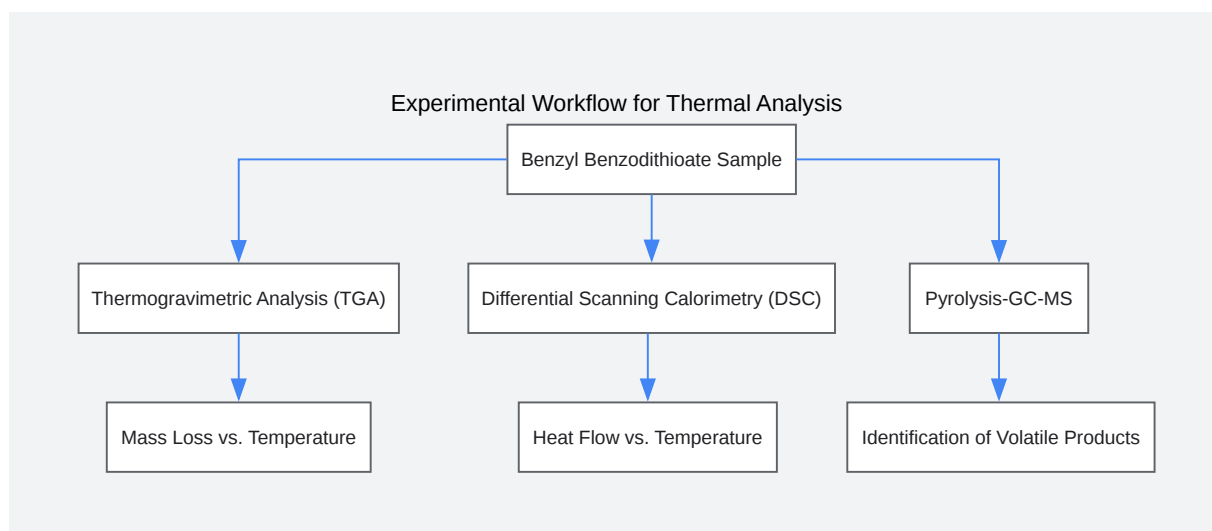 Experimental Workflow for Thermal Analysis
Benzyl Benzodithioate Sample
Thermogravimetric Analysis (TGA)
Differential Scanning Calorimetry (DSC)
Pyrolysis-GC-MS
Mass Loss vs. Temperature
Heat Flow vs. Temperature
Identification of Volatile Products